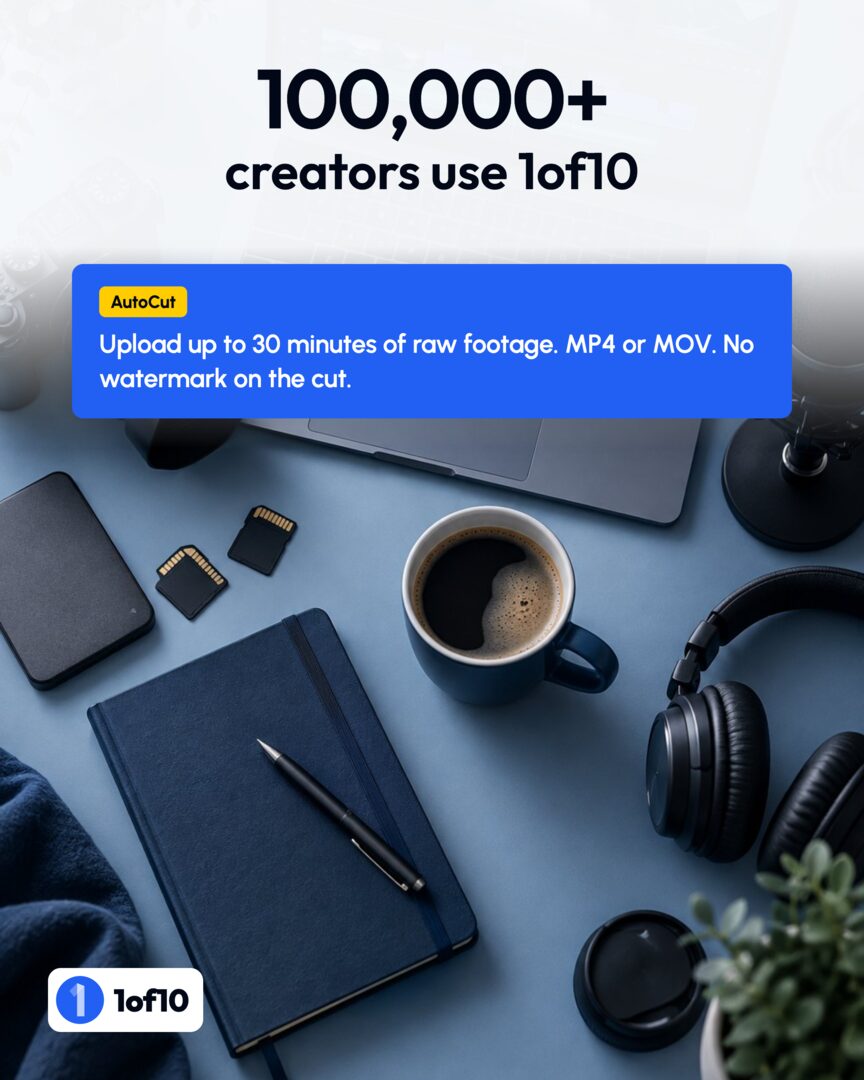 100,000+
creators use 1of10
AutoCut
Upload up to 30 minutes of raw footage. MP4 or MOV. No
watermark on the cut.
1of10